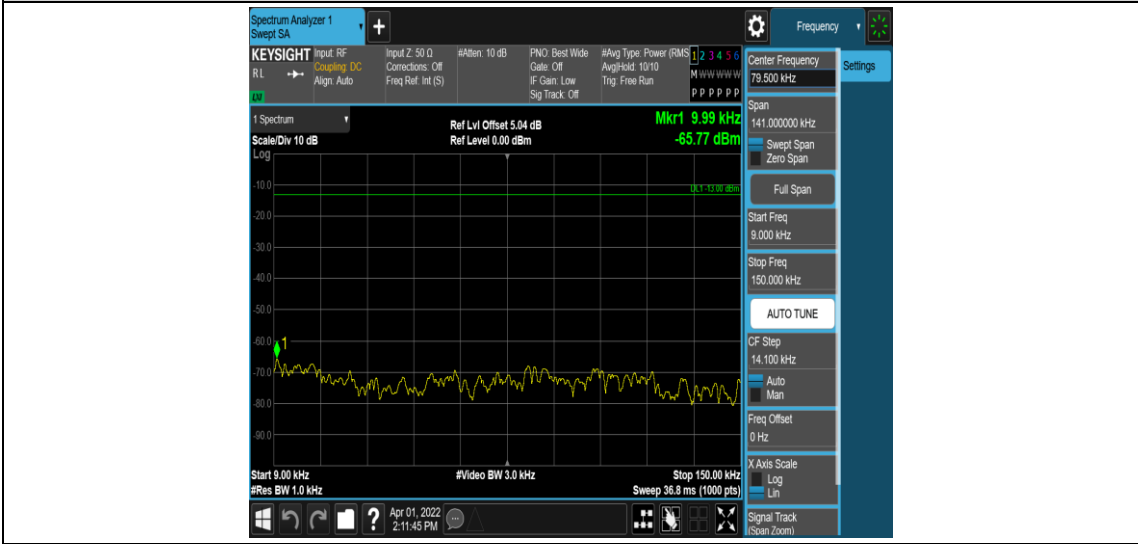 Spectrum Analyzer 1
Swept SA
+
Frequency
KEYSIGHT
RL
Input: RF
Coupling: DC
Align: Auto
Input Z: 50 Ω
Corrections: Off
Freq Ref: Int (S)
#Atten: 10 dB
PNO: Best Wide
Gate: Off
IF Gain: Low
Sig Track: Off
#Avg Type: Power (RMS
Avg|Hold: 10/10
Trig: Free Run
1 2 3 4 5 6
M W W W W W
P P P P P P
1 Spectrum
Scale/Div 10 dB
Log
Ref Lvl Offset 5.04 dB
Ref Level 0.00 dBm
Mkr1 9.99 kHz
-65.77 dBm
DL1 -13.00 dBm
-10.0
-20.0
-30.0
-40.0
-50.0
-60.0
1
-70.0
-80.0
-90.0
Start 9.00 kHz
#Res BW 1.0 kHz
#Video BW 3.0 kHz
Stop 150.00 kHz
Sweep 36.8 ms (1000 pts)
?
Apr 01, 2022
2:11:45 PM
Center Frequency
79.500 kHz
Settings
Span
141.000000 kHz
Swept Span
Zero Span
Full Span
Start Freq
9.000 kHz
Stop Freq
150.000 kHz
AUTO TUNE
CF Step
14.100 kHz
Auto
Man
Freq Offset
0 Hz
X Axis Scale
Log
Lin
Signal Track
(Span Zoom)